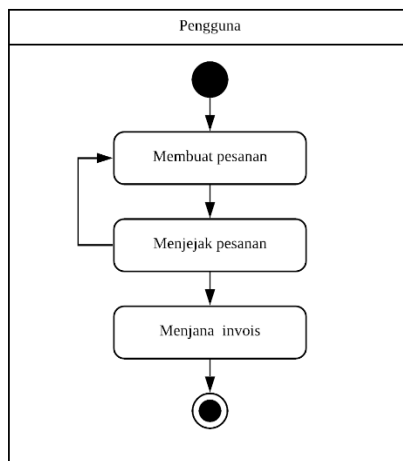 Pengguna
Membuat pesanan
Menjejak pesanan
Menjana invois